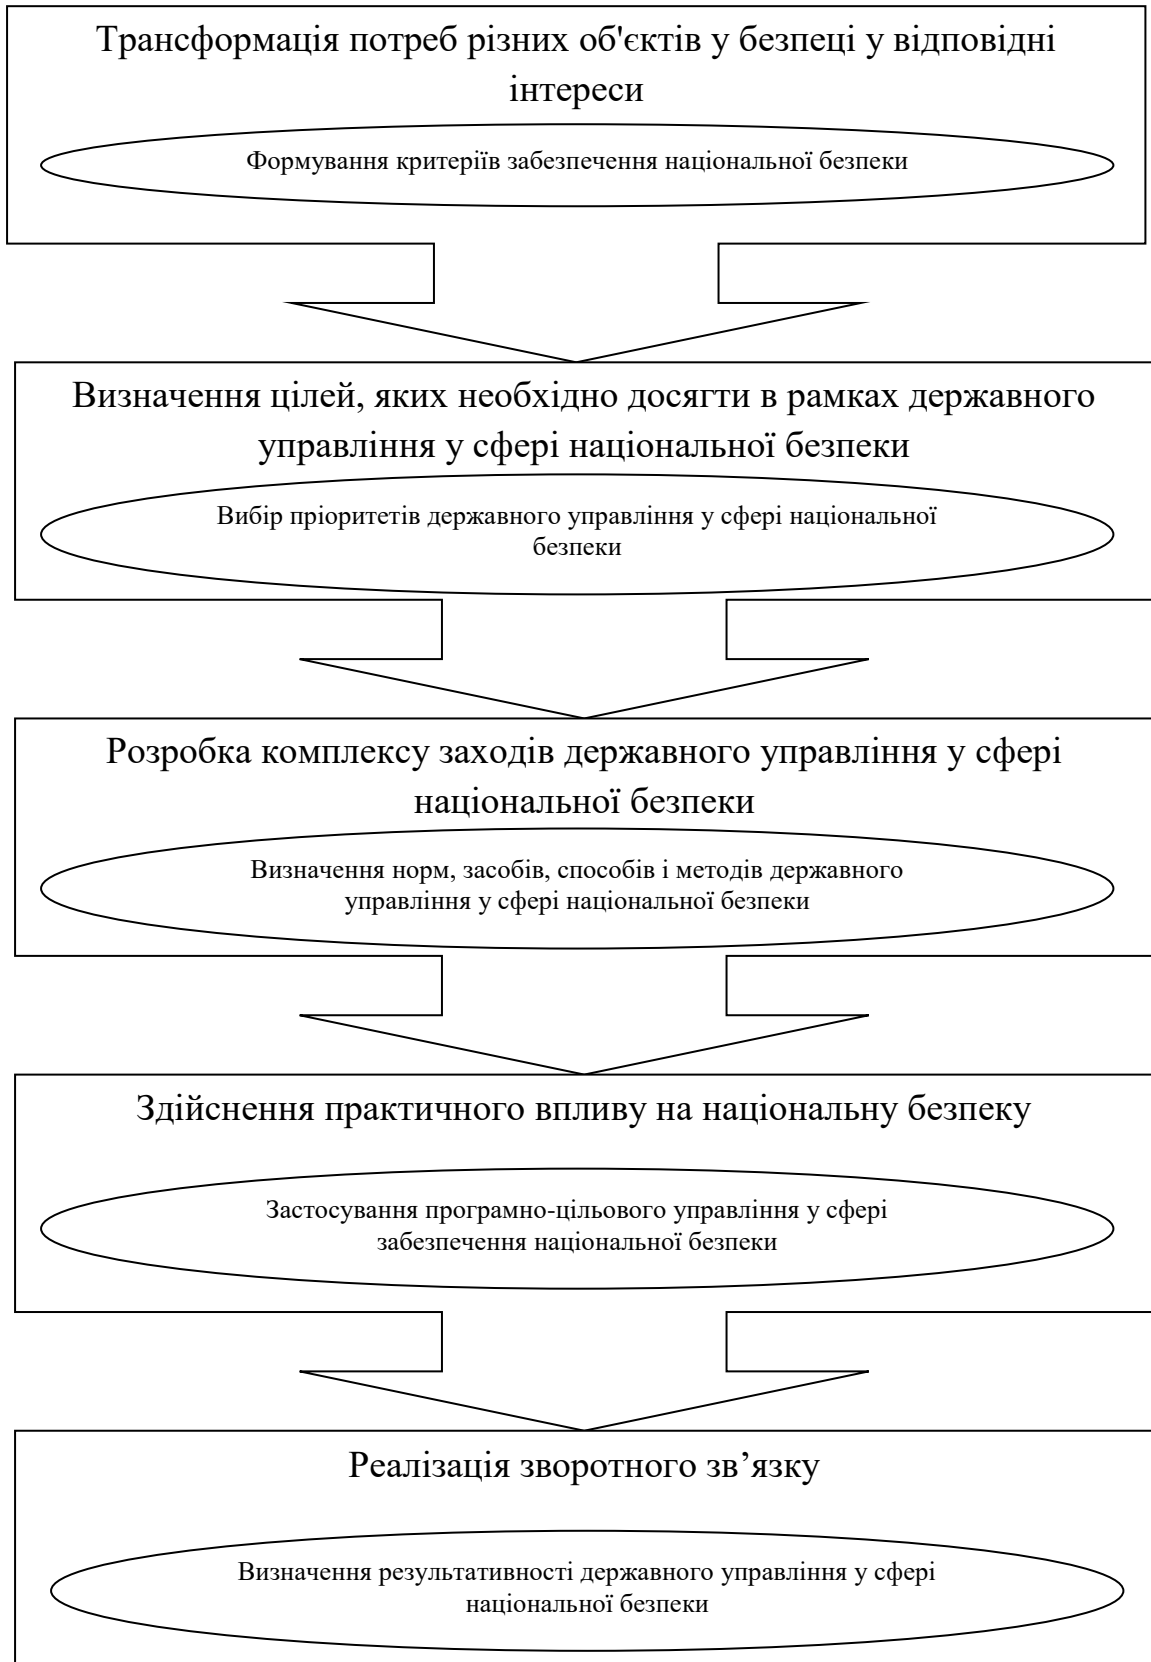 Трансформація потреб різних об'єктів у безпеці у відповідні
інтереси
Формування критеріїв забезпечення національної безпеки
Визначення цілей, яких необхідно досягти в рамках державного
управління у сфері національної безпеки
Вибір пріоритетів державного управління у сфері національної
безпеки
Розробка комплексу заходів державного управління у сфері
національної безпеки
Визначення норм, засобів, способів і методів державного
управління у сфері національної безпеки
Здійснення практичного впливу на національну безпеку
Застосування програмно-цільового управління у сфері
забезпечення національної безпеки
Реалізація зворотного зв’язку
Визначення результативності державного управління у сфері
національної безпеки